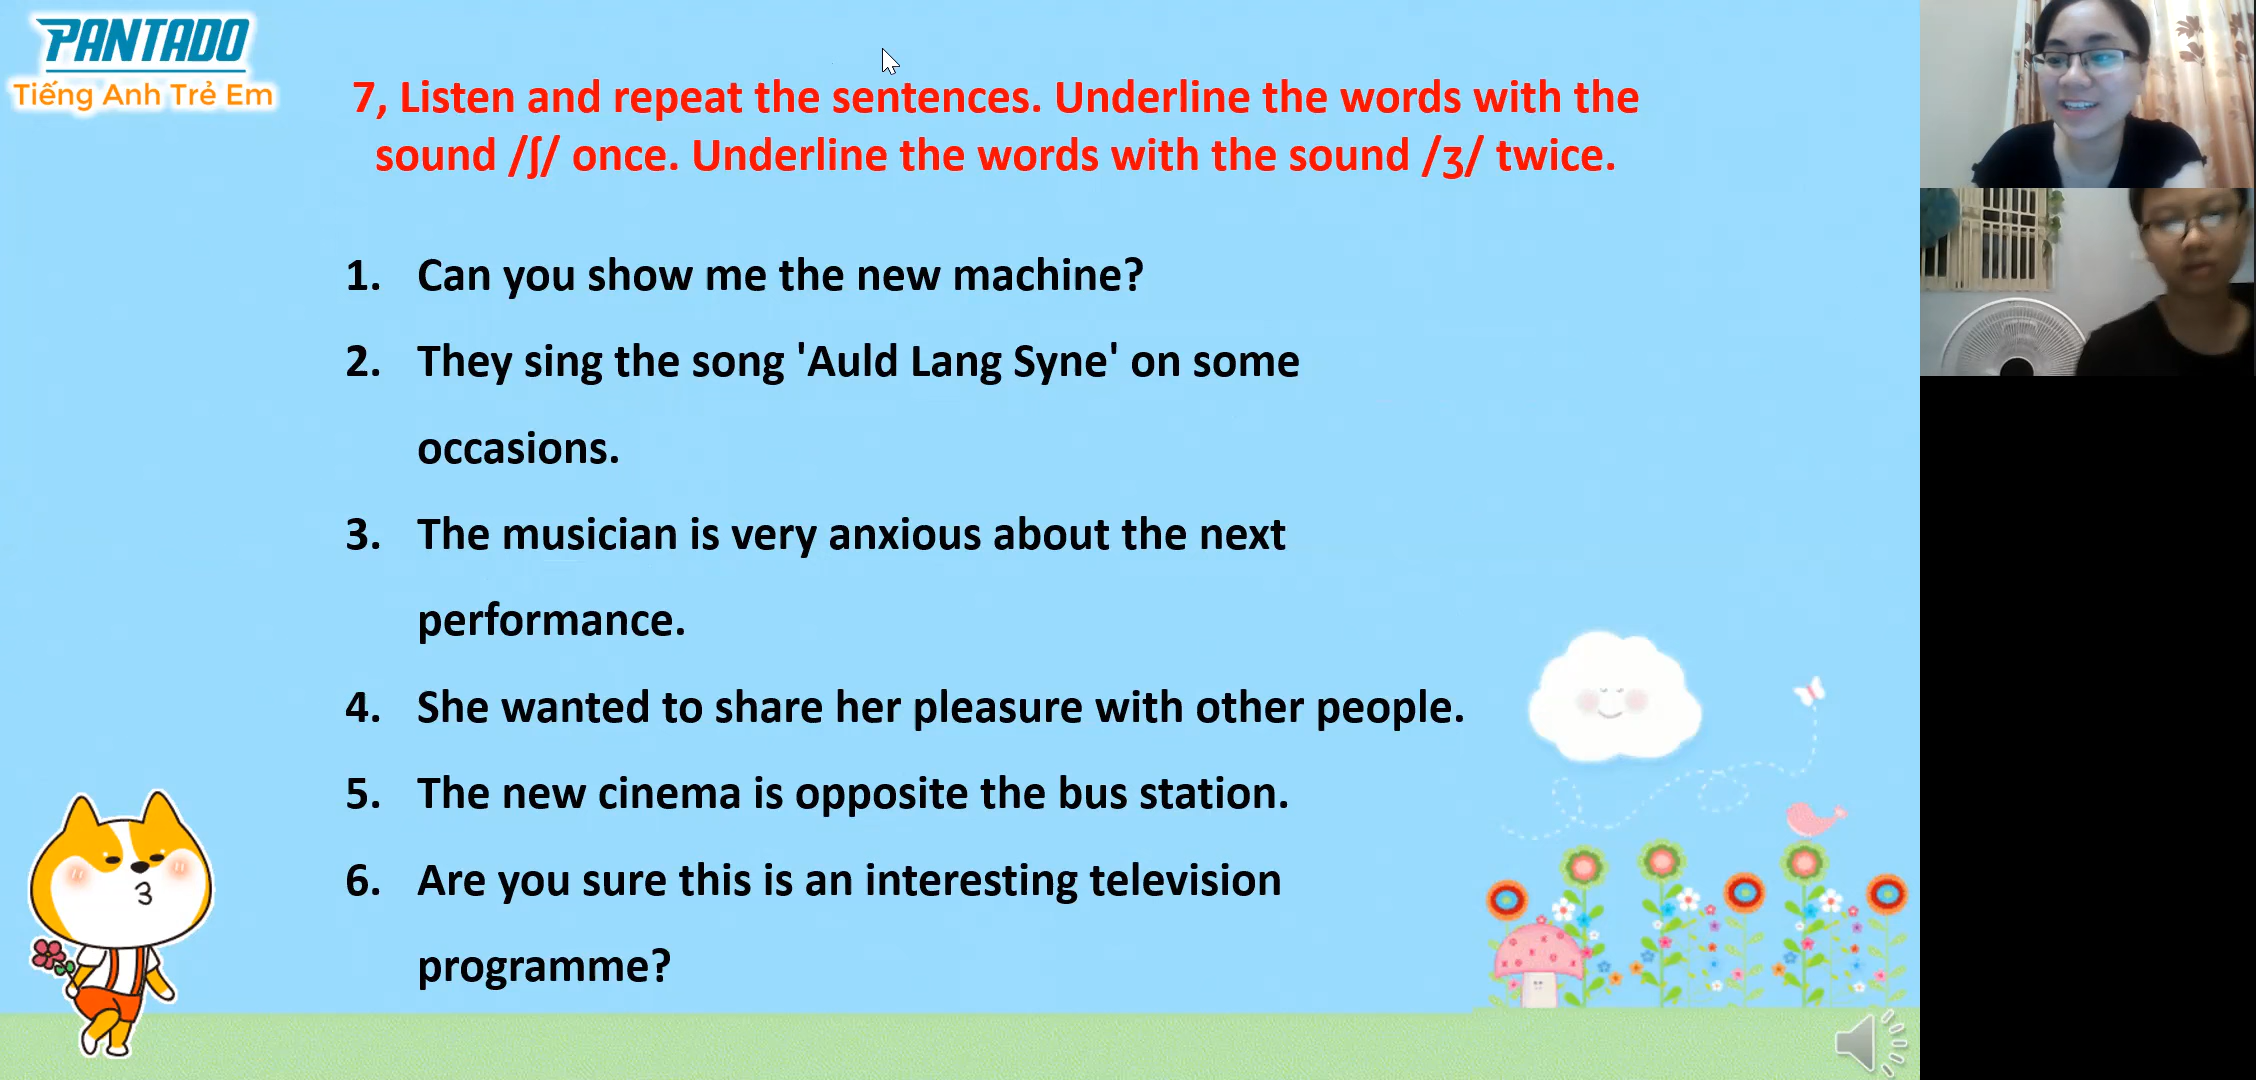 PANTADO
Tiếng Anh Trẻ Em
7, Listen and repeat the sentences. Underline the words with the
sound /ʃ/ once. Underline the words with the sound /ʒ/ twice.
1. Can you show me the new machine?
2. They sing the song 'Auld Lang Syne' on some
occasions.
3. The musician is very anxious about the next
performance.
4. She wanted to share her pleasure with other people.
5. The new cinema is opposite the bus station.
6. Are you sure this is an interesting television
programme?